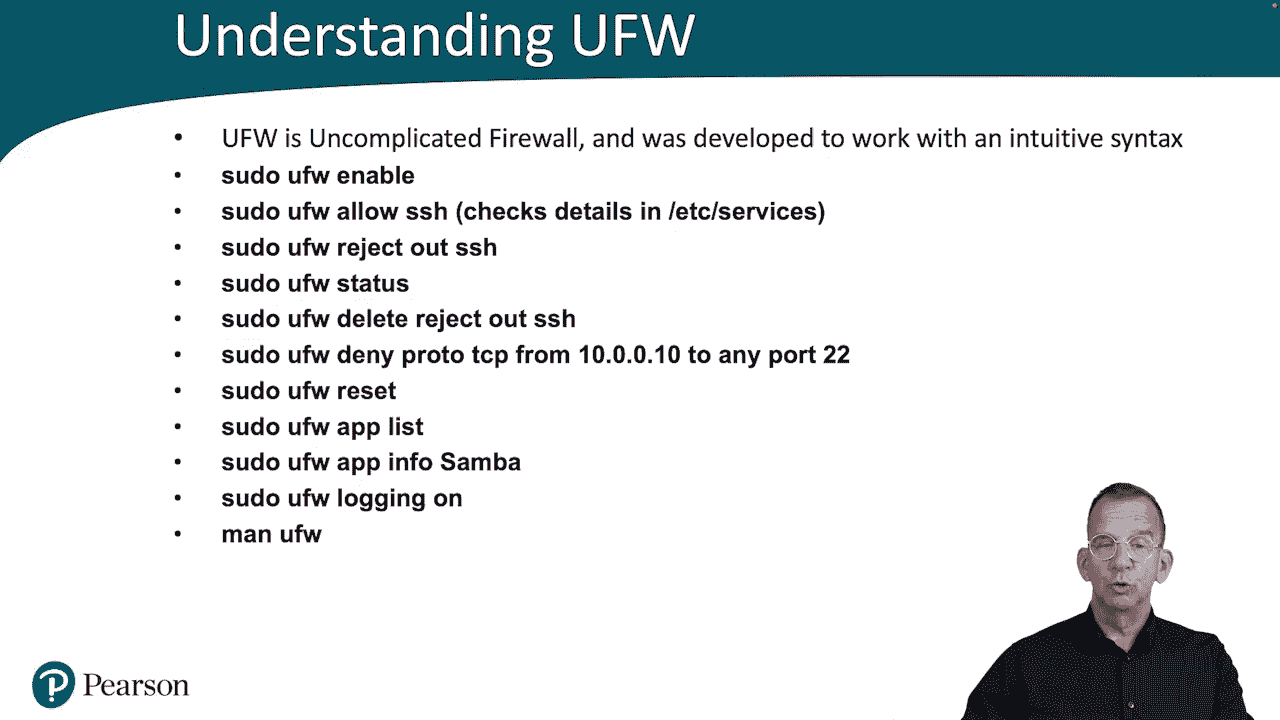 Understanding UFW
• UFW is Uncomplicated Firewall, and was developed to work with an intuitive syntax
• sudo ufw enable
• sudo ufw allow ssh (checks details in /etc/services)
• sudo ufw reject out ssh
• sudo ufw status
• sudo ufw delete reject out ssh
• sudo ufw deny proto tcp from 10.0.0.10 to any port 22
• sudo ufw reset
• sudo ufw app list
• sudo ufw app info Samba
• sudo ufw logging on
• man ufw
Pearson